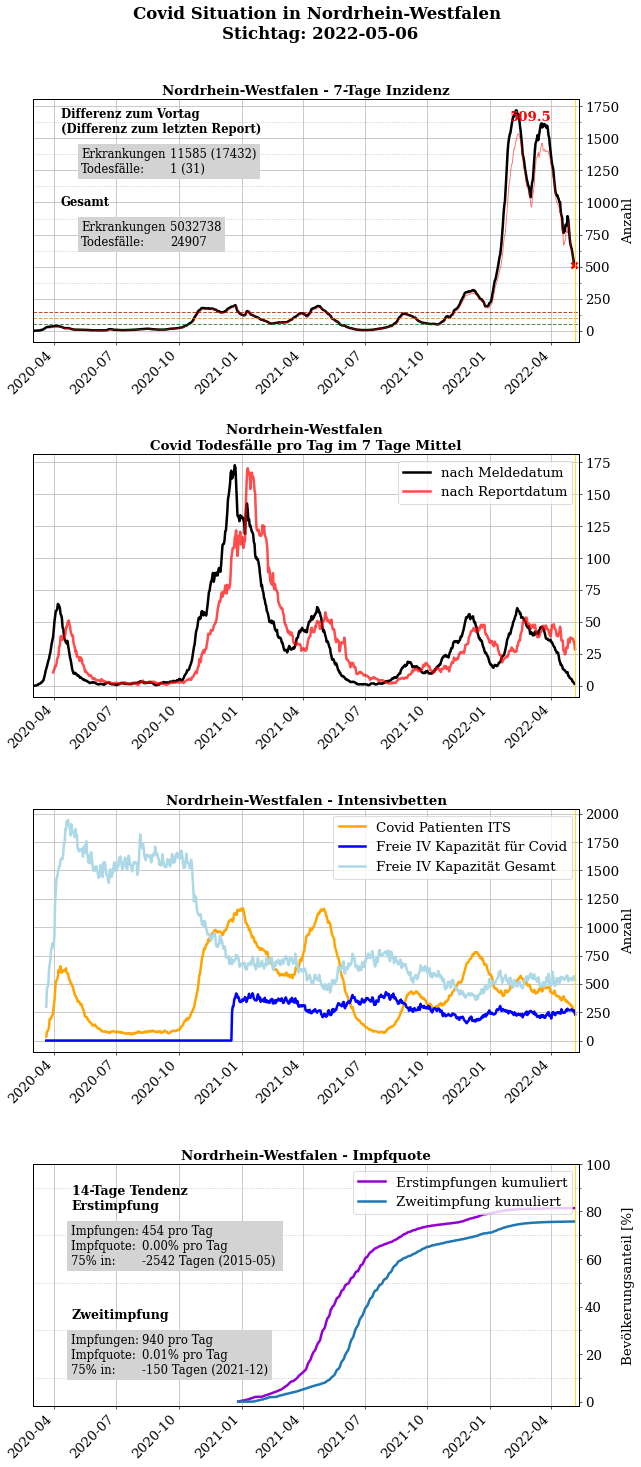 Covid Situation in Nordrhein-Westfalen
Stichtag: 2022-05-06
Nordrhein-Westfalen - 7-Tage Inzidenz
Differenz zum Vortag
(Differenz zum letzten Report)
Erkrankungen 11585 (17432)
Todesfälle: 1 (31)
Gesamt
Erkrankungen 5032738
Todesfälle: 24907
509.5
1750
1500
1250
1000
750
500
250
0
Anzahl
2020-04
2020-07
2020-10
2021-01
2021-04
2021-07
2021-10
2022-01
2022-04
Nordrhein-Westfalen
Covid Todesfälle pro Tag im 7 Tage Mittel
nach Meldedatum
nach Reportdatum
175
150
125
100
75
50
25
0
2020-04
2020-07
2020-10
2021-01
2021-04
2021-07
2021-10
2022-01
2022-04
Nordrhein-Westfalen - Intensivbetten
Covid Patienten ITS
Freie IV Kapazität für Covid
Freie IV Kapazität Gesamt
2000
1750
1500
1250
1000
750
500
250
0
Anzahl
2020-04
2020-07
2020-10
2021-01
2021-04
2021-07
2021-10
2022-01
2022-04
Nordrhein-Westfalen - Impfquote
14-Tage Tendenz
Erstimpfung
Impfungen: 454 pro Tag
Impfquote: 0.00% pro Tag
75% in: -2542 Tagen (2015-05)
Zweitimpfung
Impfungen: 940 pro Tag
Impfquote: 0.01% pro Tag
75% in: -150 Tagen (2021-12)
Erstimpfungen kumuliert
Zweitimpfung kumuliert
100
80
60
40
20
0
Bevölkerungsanteil [%]
2020-04
2020-07
2020-10
2021-01
2021-04
2021-07
2021-10
2022-01
2022-04